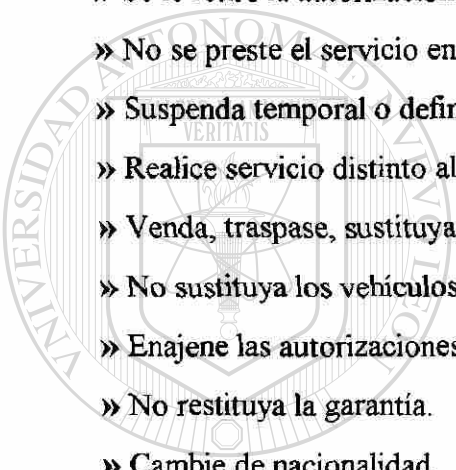 » No se preste el servicio en
» Suspenda temporal o defin
» Realice servicio distinto al
» Venda, traspase, sustituya
» No sustituya los vehículos
» Enajene las autorizaciones
» No restituya la garantía.
» Cambie de nacionalidad.
VERITATIS